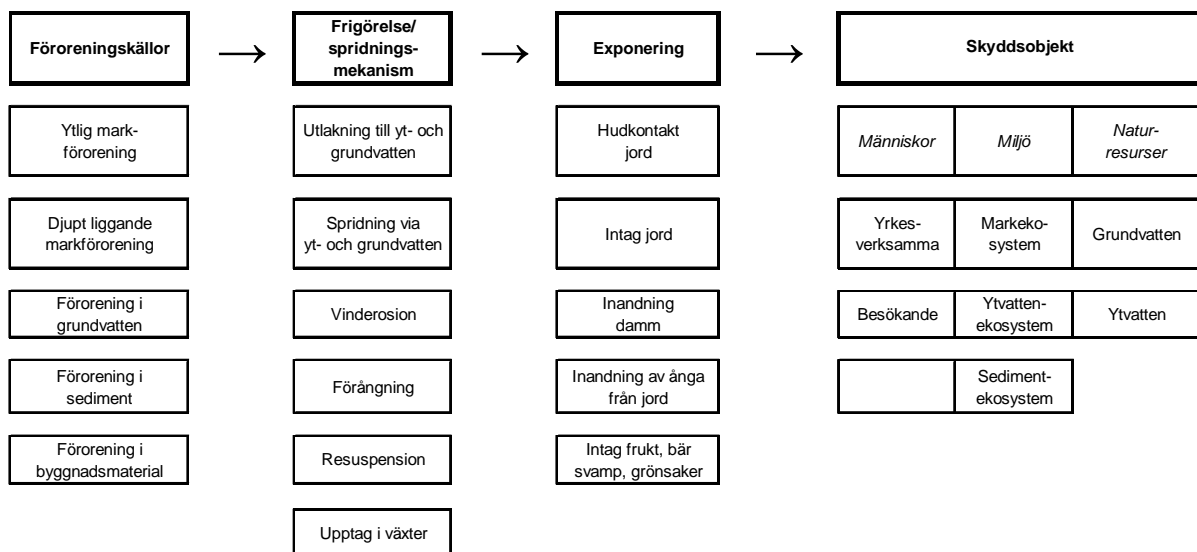 Föroreningskällor
→
Frigörelse/
spridnings-
mekanism
→
Exponering
→
Skyddsobjekt
Ytlig mark-
förorening
Utlakning till yt- och
grundvatten
Hudkontakt
jord
Människor
Miljö
Natur-
resurser
Djupt liggande
markförorening
Spridning via
yt- och grundvatten
Intag jord
Yrkes-
verksamma
Markeko-
system
Grundvatten
Förorening i
grundvatten
Vinderosion
Inandning
damm
Besökande
Ytvatten-
ekosystem
Ytvatten
Förorening i
sediment
Förångning
Inandning av ånga
från jord
Sediment-
ekosystem
Förorening i
byggnadsmaterial
Resuspension
Intag frukt, bär
svamp, grönsaker
Upptag i växter